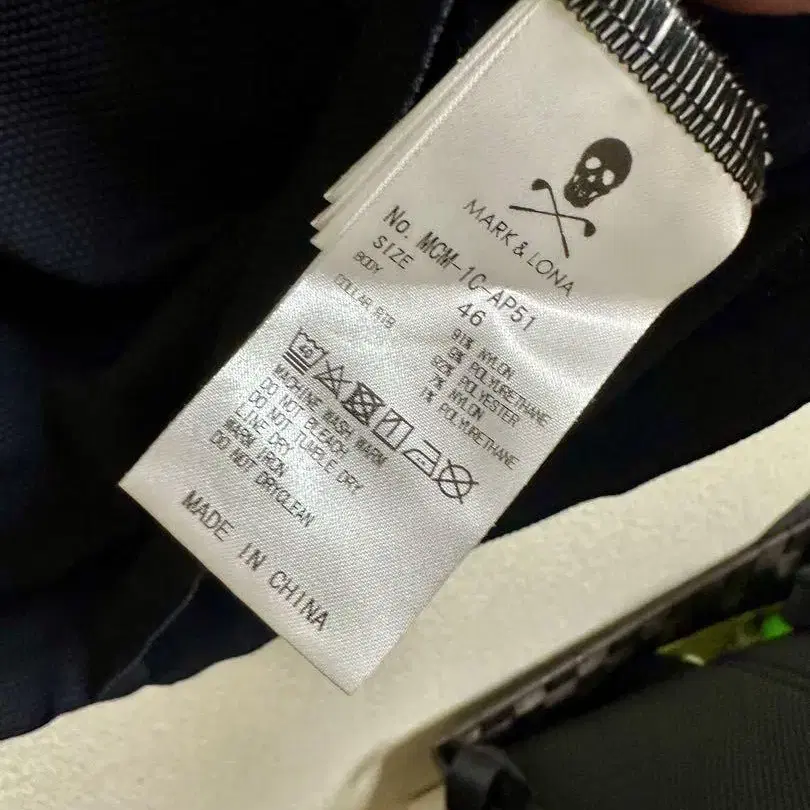 MARK & LONA
No. MCM-1C-AP51
SIZE 46
BODY 91% NYLON
9% POLYURETHANE
COLLAR RIB 92% POLYESTER
7% NYLON
1% POLYURETHANE
MACHINE WASH WARM
DO NOT BLEACH
DO NOT TUMBLE DRY
LINE DRY
WARM IRON
DO NOT DRYCLEAN
MADE IN CHINA